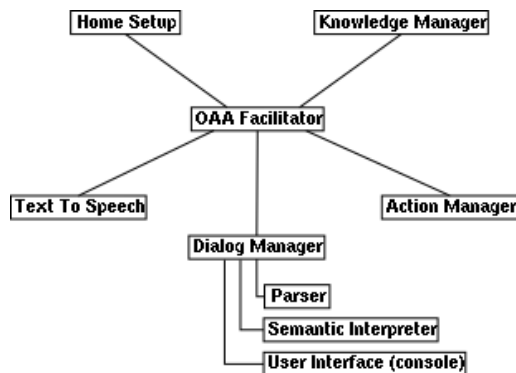 Home Setup
Knowledge Manager
OAA Facilitator
Text To Speech
Action Manager
Dialog Manager
Parser
Semantic Interpreter
User Interface (console)